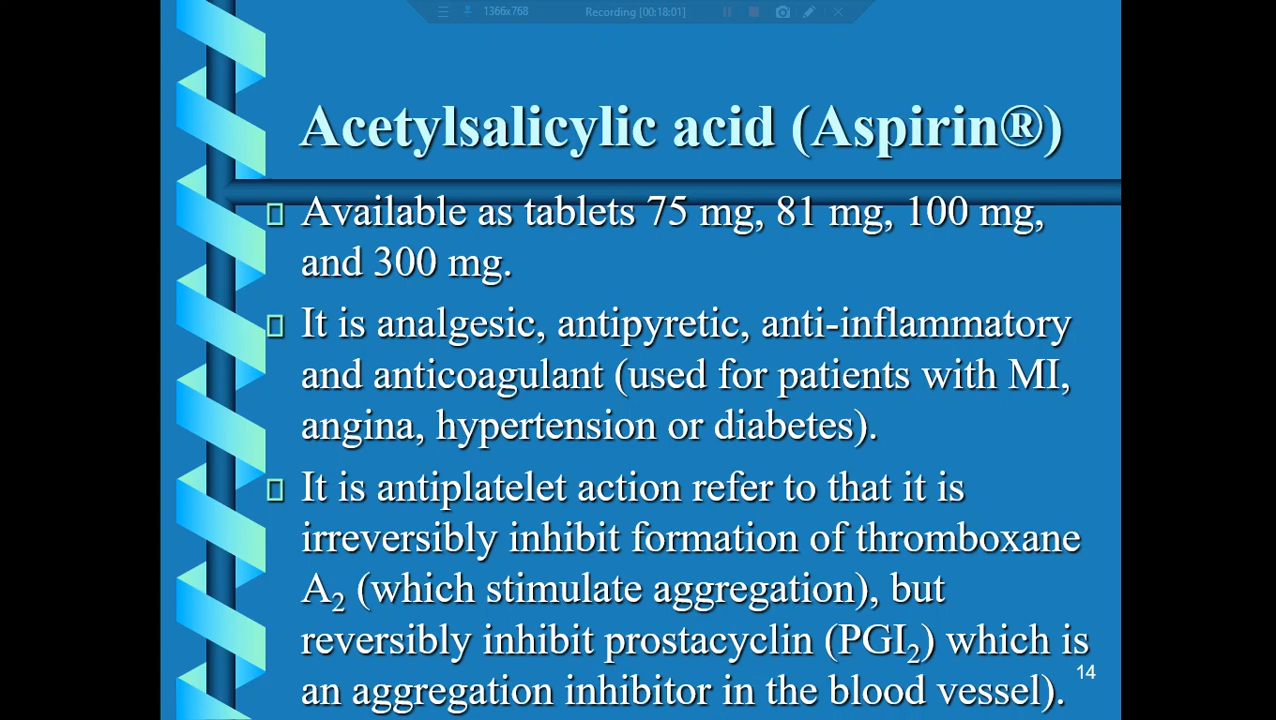 1366x768 Recording [00:18:01]
Acetylsalicylic acid (Aspirin®)
Available as tablets 75 mg, 81 mg, 100 mg,
and 300 mg.
It is analgesic, antipyretic, anti-inflammatory
and anticoagulant (used for patients with MI,
angina, hypertension or diabetes).
It is antiplatelet action refer to that it is
irreversibly inhibit formation of thromboxane
A₂ (which stimulate aggregation), but
reversibly inhibit prostacyclin (PGI₂) which is
an aggregation inhibitor in the blood vessel).
14